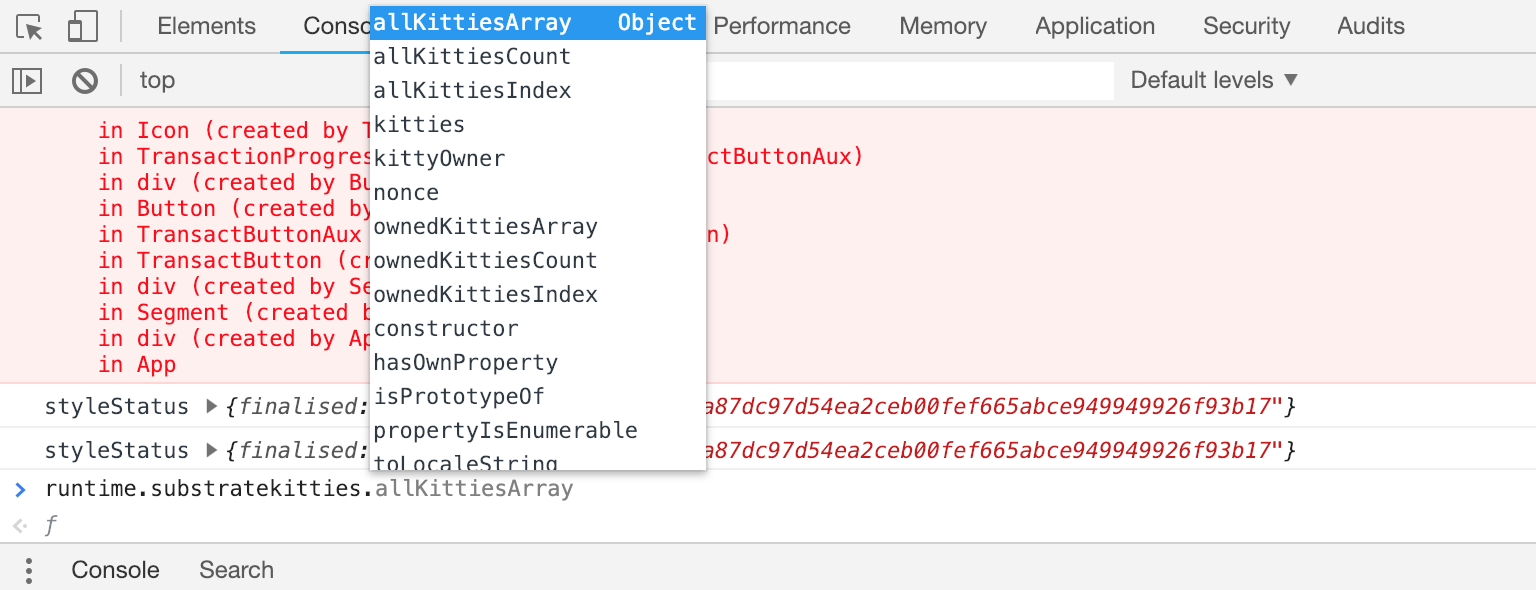 Elements Conso Performance Memory Application Security Audits
top Default levels ▼
allKittiesArray Object
allKittiesCount
allKittiesIndex
kitties
kittyOwner
nonce
ownedKittiesArray
ownedKittiesCount
ownedKittiesIndex
constructor
hasOwnProperty
isPrototypeOf
propertyIsEnumerable
toLocaleString
in Icon (created by T
in TransactionProgres ctButtonAux)
in div (created by Bu
in Button (created by
in TransactButtonAux n)
in TransactButton (cr
in div (created by Se
in Segment (created b
in div (created by Ap
in App
styleStatus ▶ {finalised: a87dc97d54ea2ceb00fef665abce949949926f93b17"}
styleStatus ▶ {finalised: a87dc97d54ea2ceb00fef665abce949949926f93b17"}
> runtime.substratekitties.allKittiesArray
f
Console Search